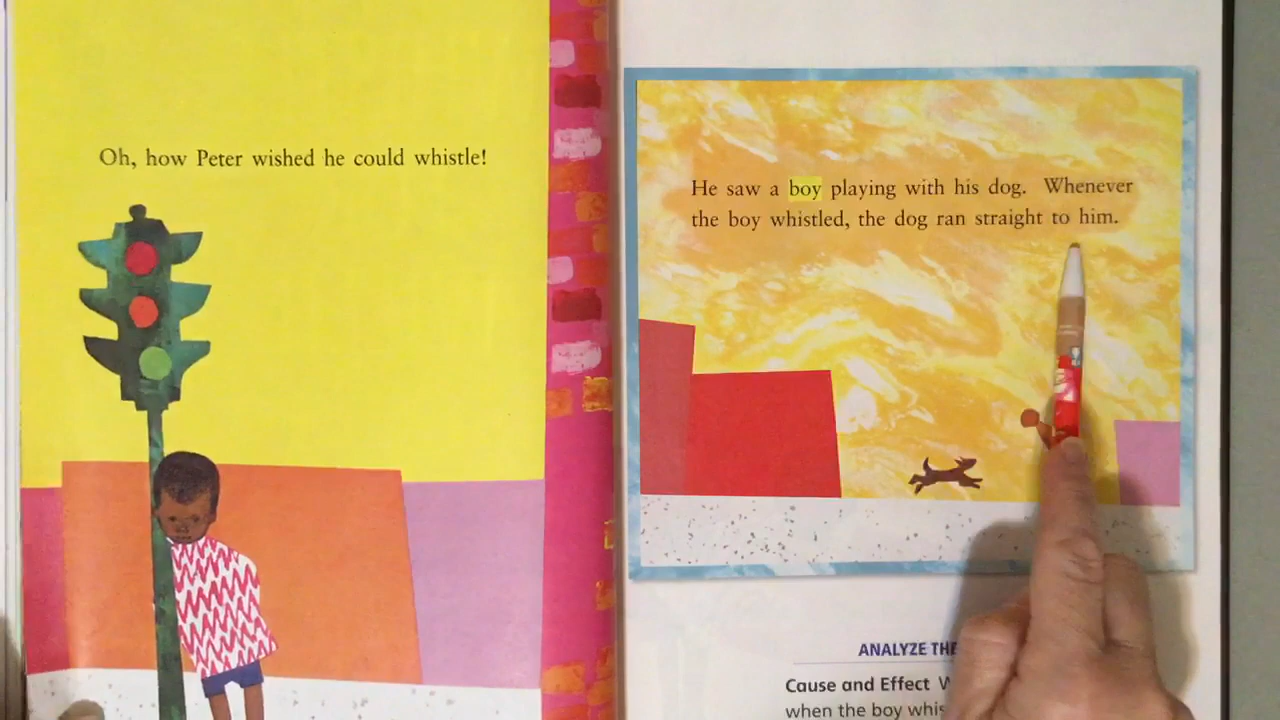 Oh, how Peter wished he could whistle!
He saw a boy playing with his dog. Whenever
the boy whistled, the dog ran straight to him.
ANALYZE THE
Cause and Effect
when the boy